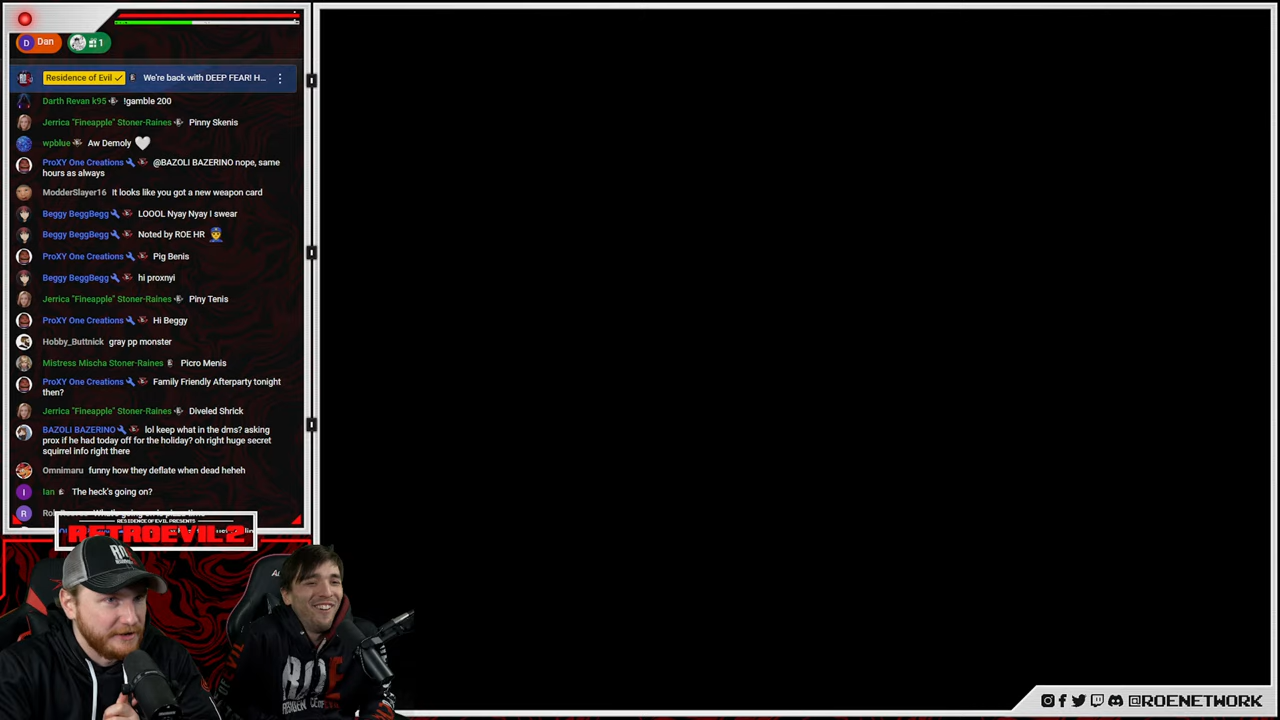 D Dan
1
Residence of Evil We're back with DEEP FEAR! H...
Darth Revan k95 !gamble 200
Jerrica "Fineapple" Stoner-Raines Pinny Skenis
wpblue Aw Demoly
ProXY One Creations @BAZOLI BAZERINO nope, same
hours as always
ModderSlayer16 It looks like you got a new weapon card
Beggy BeggBegg LOOOL Nyay Nyay I swear
Beggy BeggBegg Noted by ROE HR
ProXY One Creations Pig Benis
Beggy BeggBegg hi proxnyi
Jerrica "Fineapple" Stoner-Raines Piny Tenis
ProXY One Creations Hi Beggy
Hobby_Buttnick gray pp monster
Mistress Mischa Stoner-Raines Picro Menis
ProXY One Creations Family Friendly Afterparty tonight
then?
Jerrica "Fineapple" Stoner-Raines Diveled Shrick
BAZOLI BAZERINO lol keep what in the dms? asking
prox if he had today off for the holiday? oh right huge secret
squirrel info right there
Omnimaru funny how they deflate when dead heheh
I Ian The heck's going on?
R
RESIDENCE OF EVIL PRESENTS
RETROEVIL 2
ROE
@ROENETWORK